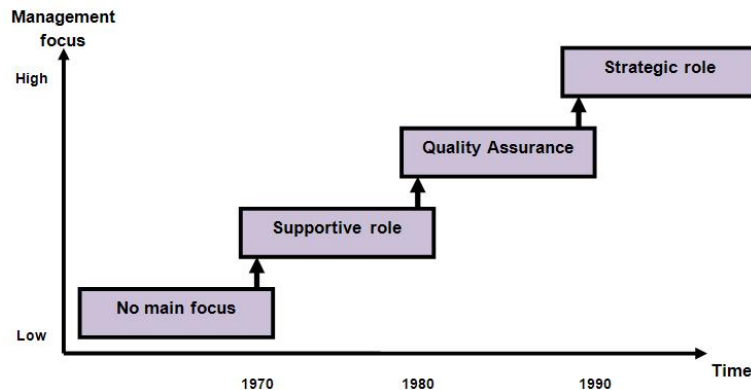 Management
focus
High
Strategic role
Quality Assurance
Supportive role
No main focus
Low
Time
1970
1980
1990